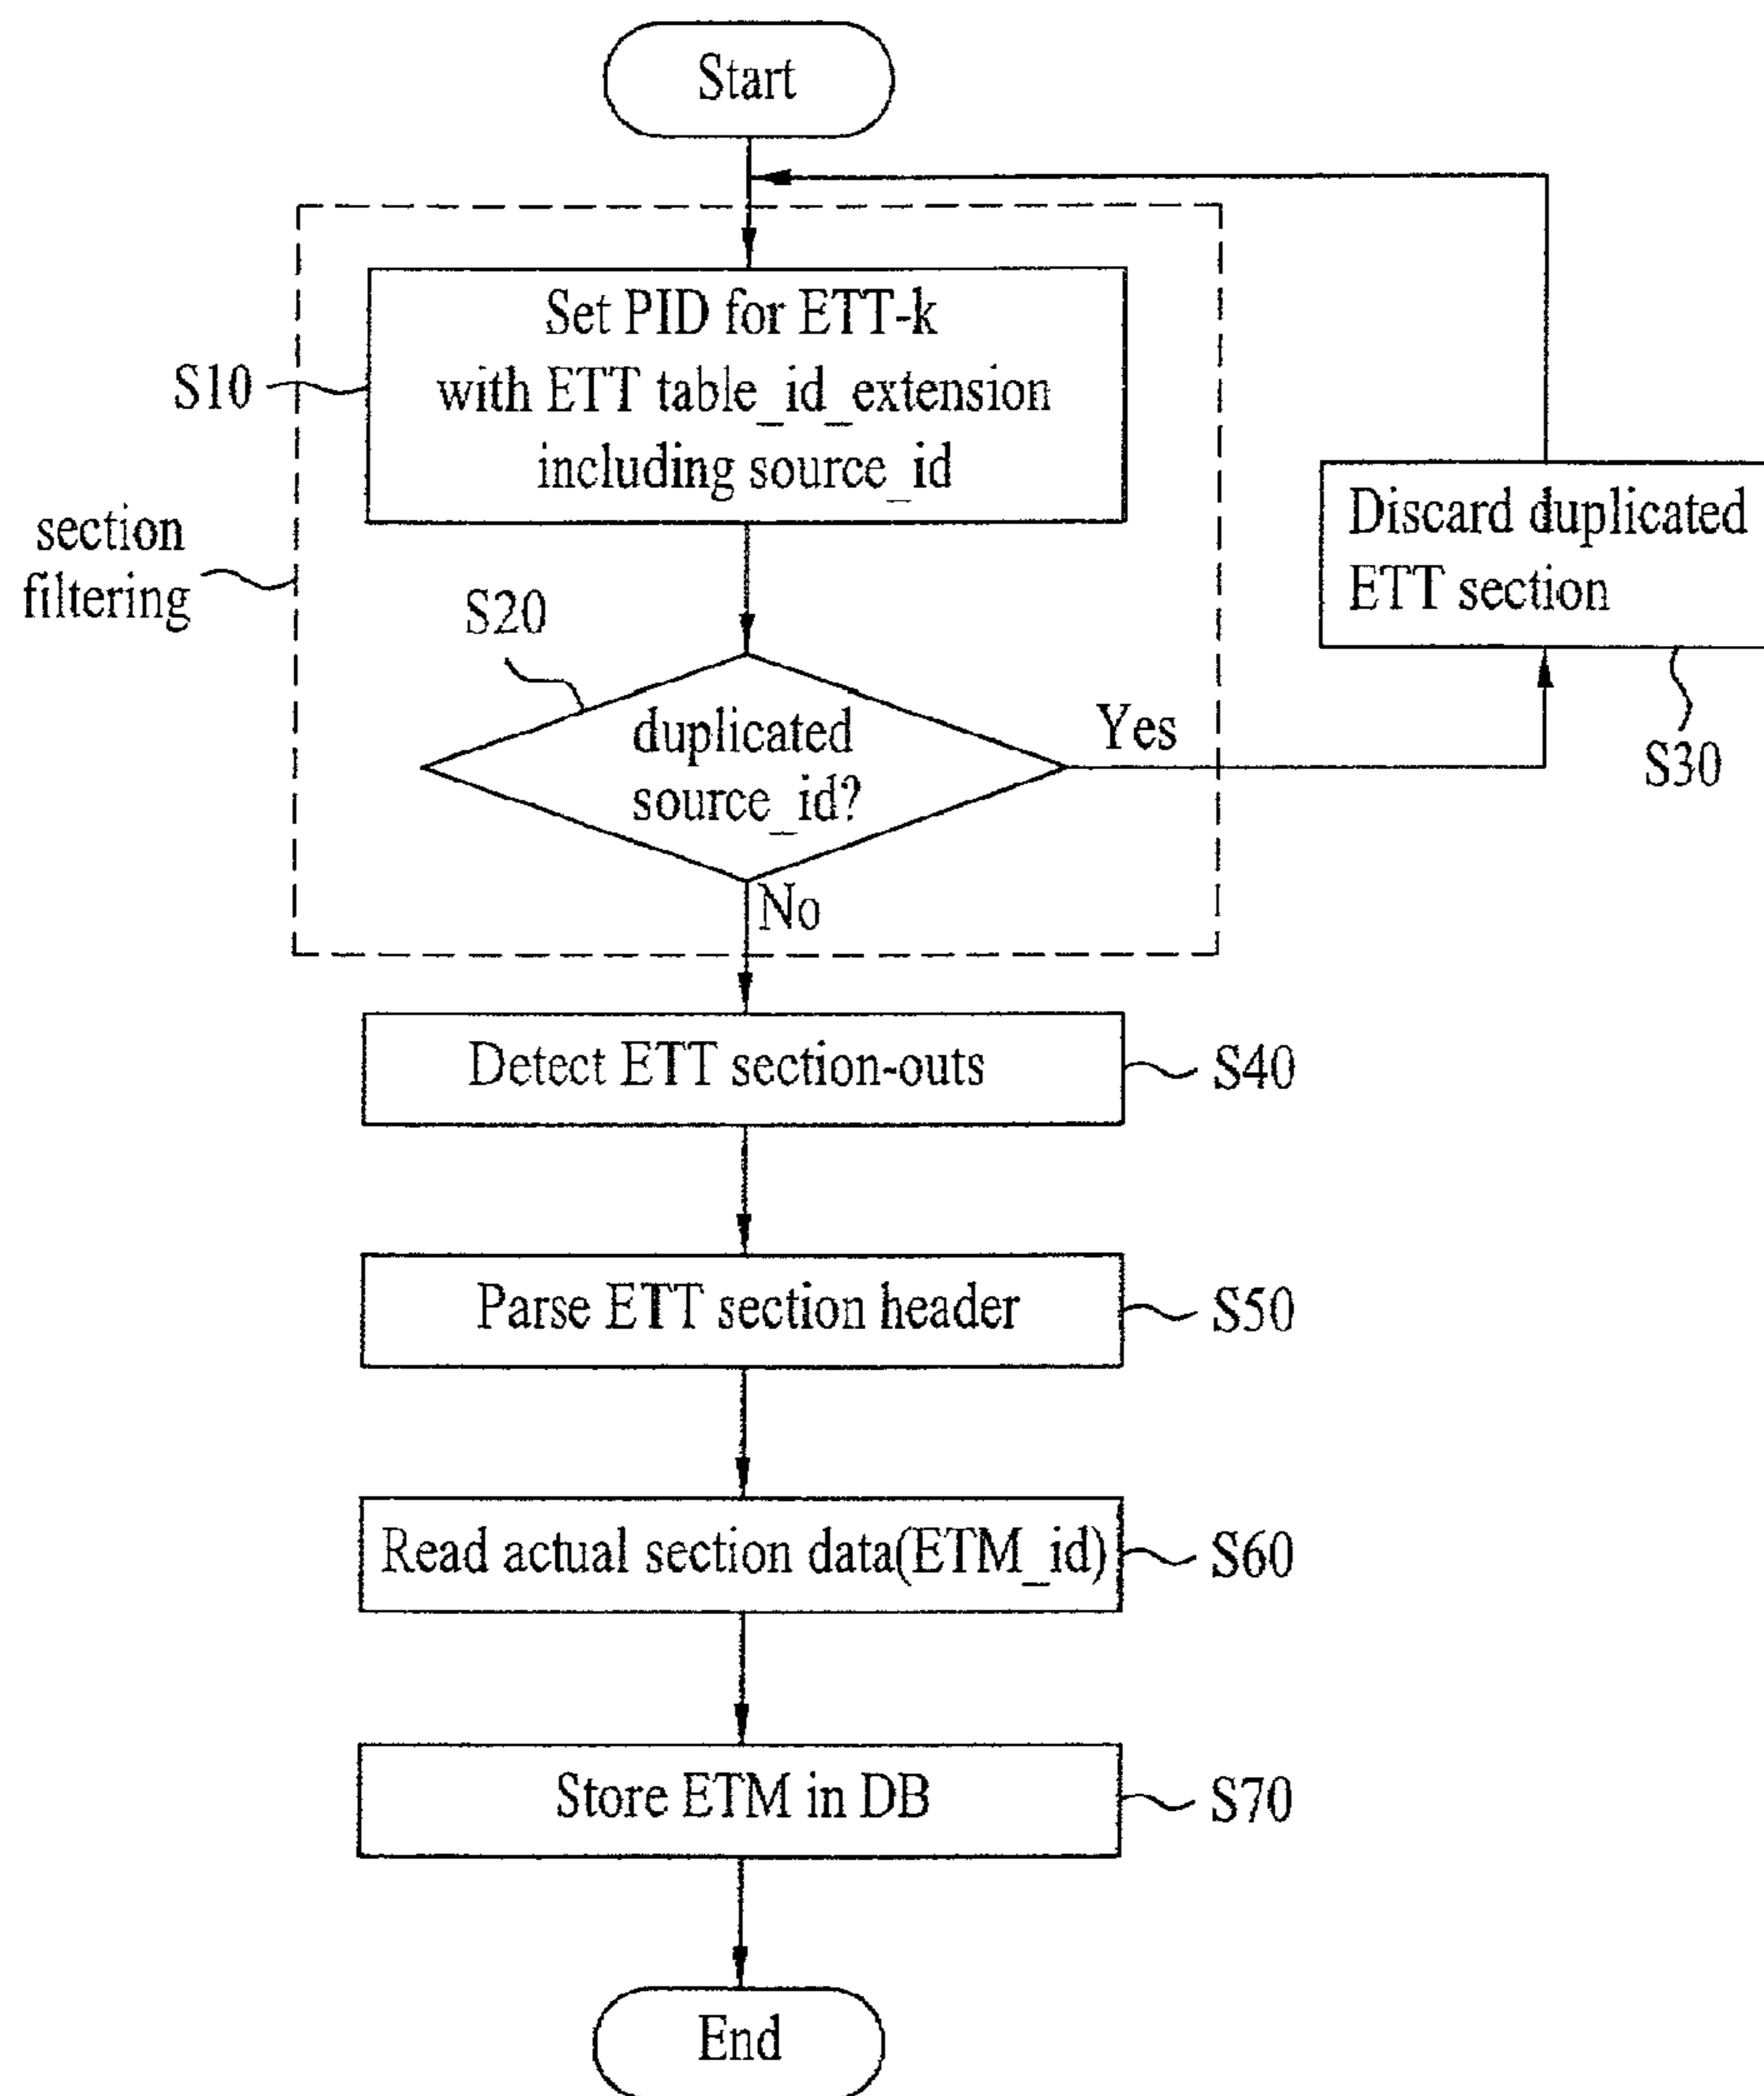 Start
Set PID for ETT-k
with ETT table_id_extension
including source_id
S10
section
filtering
Discard duplicated
ETT section
S30
S20
duplicated
source_id?
Yes
No
Detect ETT section-outs
S40
Parse ETT section header
S50
Read actual section data(ETM_id)
S60
Store ETM in DB
S70
End